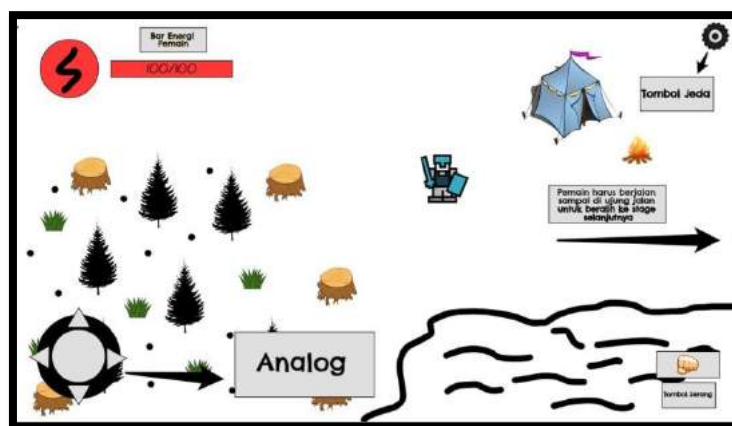 Bar Energi
Pemain
100/100
Tombol Jeda
Pemain harus berjalan
sampai di ujung jalan
untuk beralih ke stage
selanjutnya
Analog
Tombol Serang